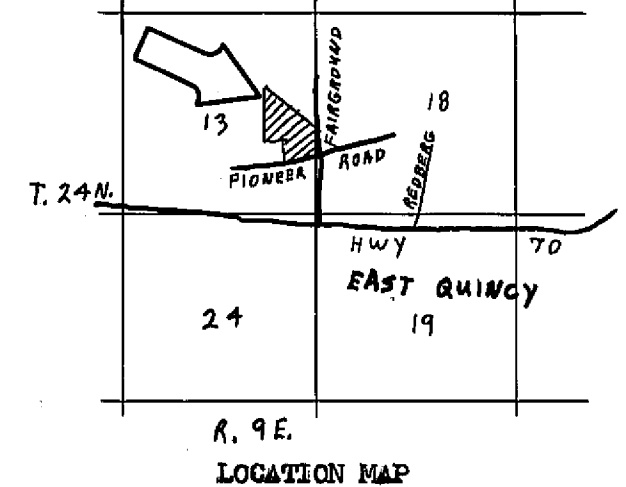 FAIRGROUND
13
18
PIONEER ROAD
REDBERG
T. 24N.
HWY 70
EAST QUINCY
24
19
R. 9E.
LOCATION MAP